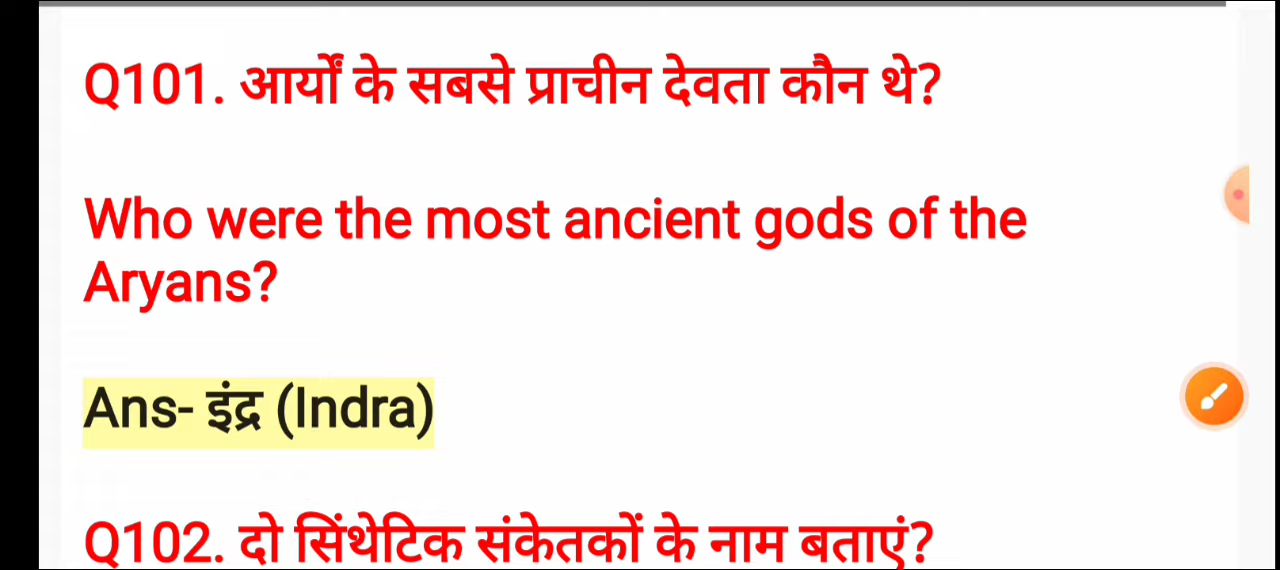 Q101. आर्यों के सबसे प्राचीन देवता कौन थे?
Who were the most ancient gods of the
Aryans?
Ans- इंद्र (Indra)
Q102. दो सिंथेटिक संकेतकों के नाम बताएं?